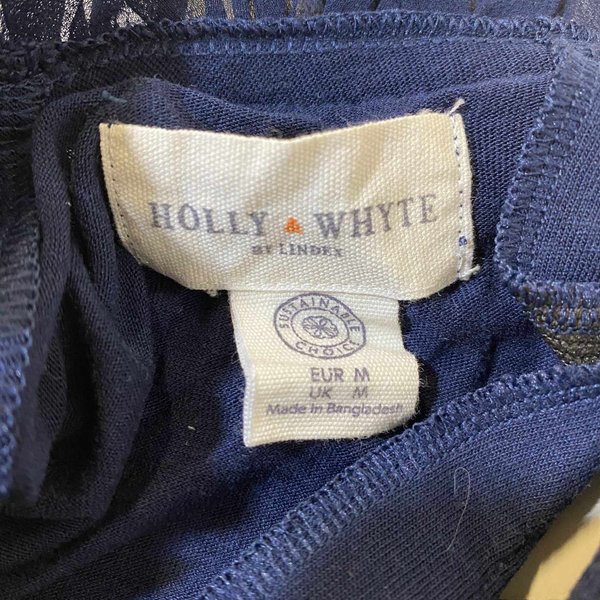 HOLLY & WHYTE
BY LINDEX
SUSTAINABLE
CHOICE
EUR M
UK M
Made in Bangladesh